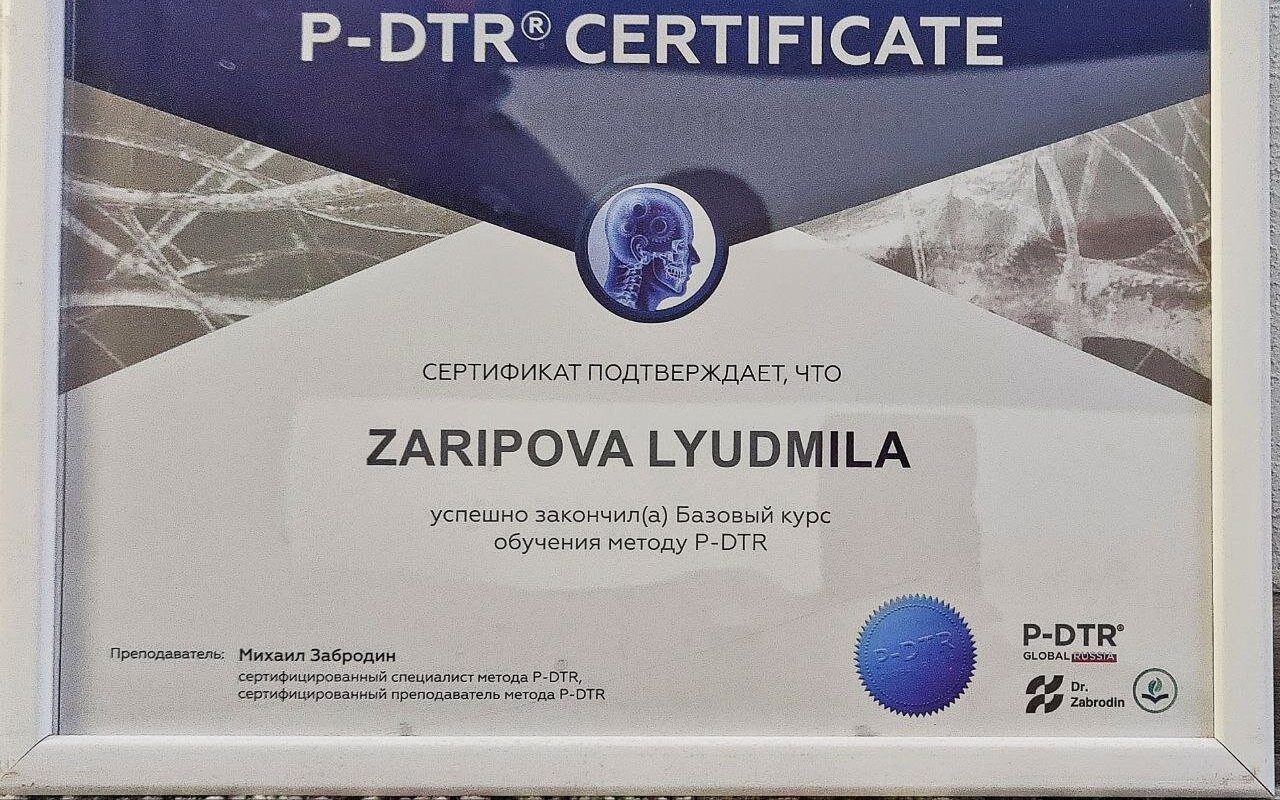 P-DTR® CERTIFICATE
СЕРТИФИКАТ ПОДТВЕРЖДАЕТ, ЧТО
ZARIPOVA LYUDMILA
успешно закончил(а) Базовый курс
обучения методу P-DTR
Преподаватель: Михаил Забродин
сертифицированный специалист метода P-DTR,
сертифицированный преподаватель метода P-DTR
P-DTR
P-DTR®
GLOBAL RUSSIA
Dr.
Zabrodin